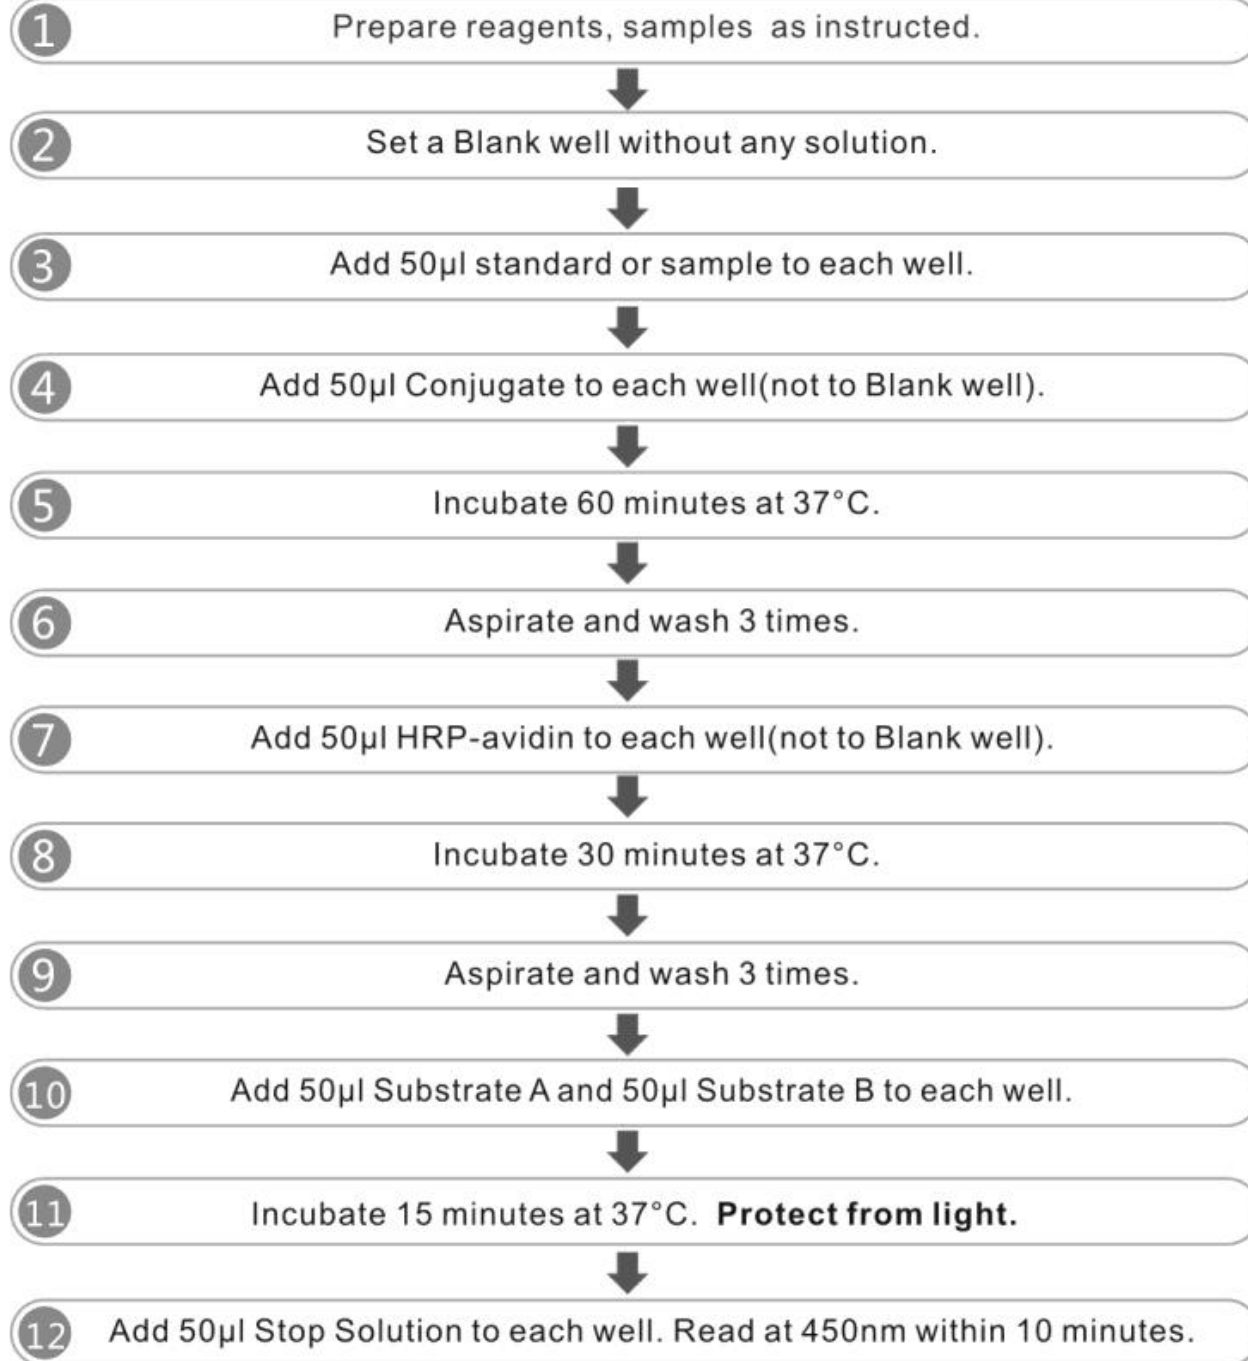 1 Prepare reagents, samples as instructed.
2 Set a Blank well without any solution.
3 Add 50µl standard or sample to each well.
4 Add 50µl Conjugate to each well(not to Blank well).
5 Incubate 60 minutes at 37°C.
6 Aspirate and wash 3 times.
7 Add 50µl HRP-avidin to each well(not to Blank well).
8 Incubate 30 minutes at 37°C.
9 Aspirate and wash 3 times.
10 Add 50µl Substrate A and 50µl Substrate B to each well.
11 Incubate 15 minutes at 37°C. Protect from light.
12 Add 50µl Stop Solution to each well. Read at 450nm within 10 minutes.